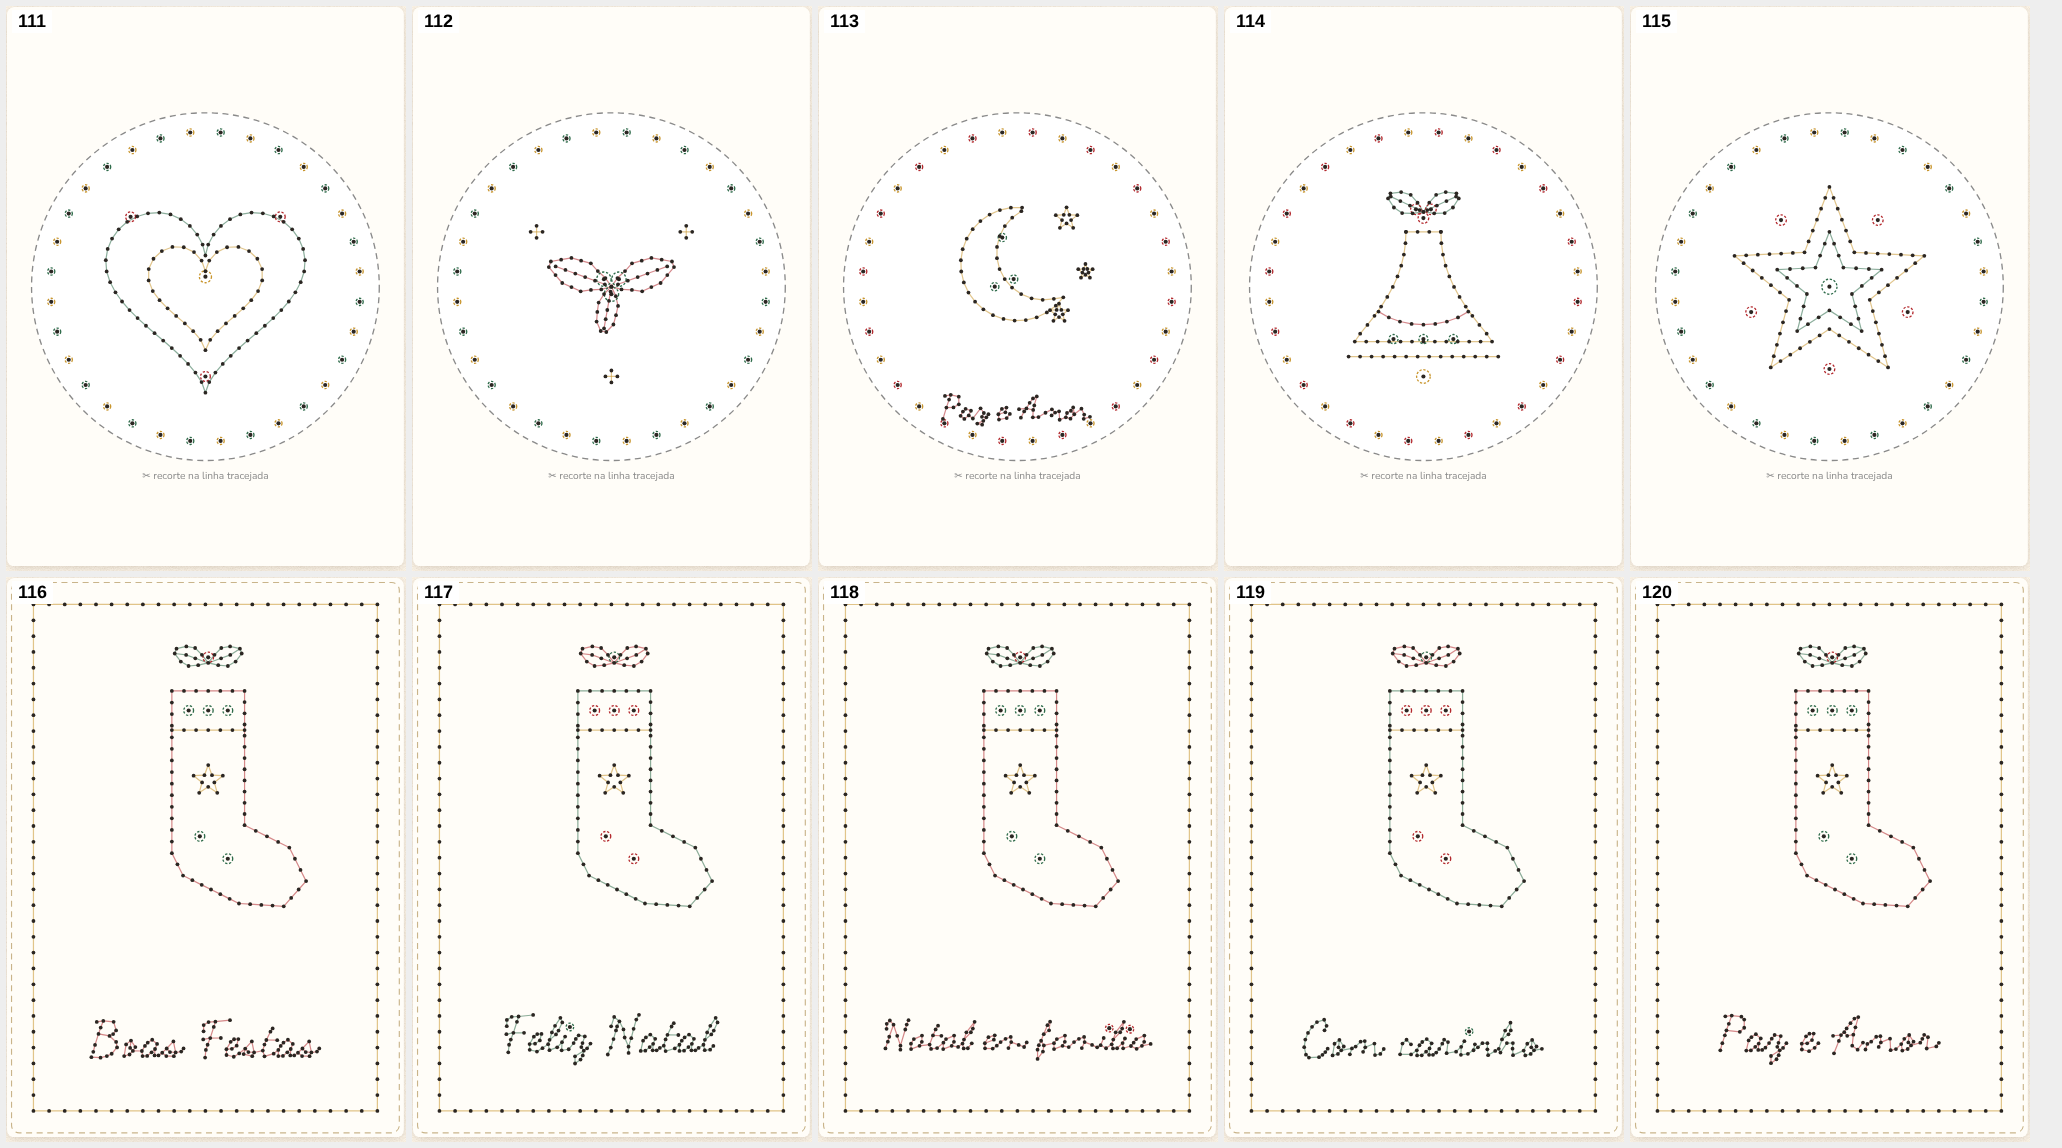 111
112
113
114
115
Paz e Amor
✂ recorte na linha tracejada
✂ recorte na linha tracejada
✂ recorte na linha tracejada
✂ recorte na linha tracejada
✂ recorte na linha tracejada
116
117
118
119
120
Boas Festas
Feliz Natal
Natal em família
Com carinho
Paz e Amor